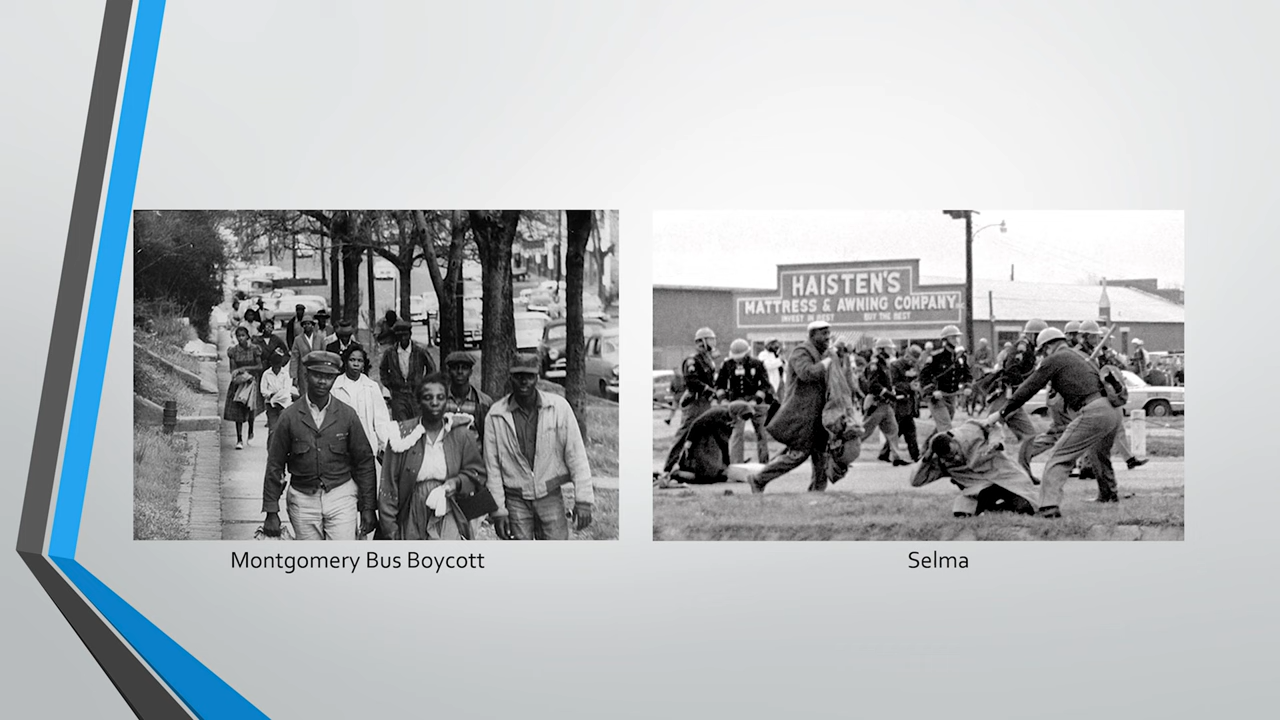 HAISTEN'S
MATTRESS & AWNING COMPANY
INVEST IN REST BUY THE BEST
Montgomery Bus Boycott
Selma